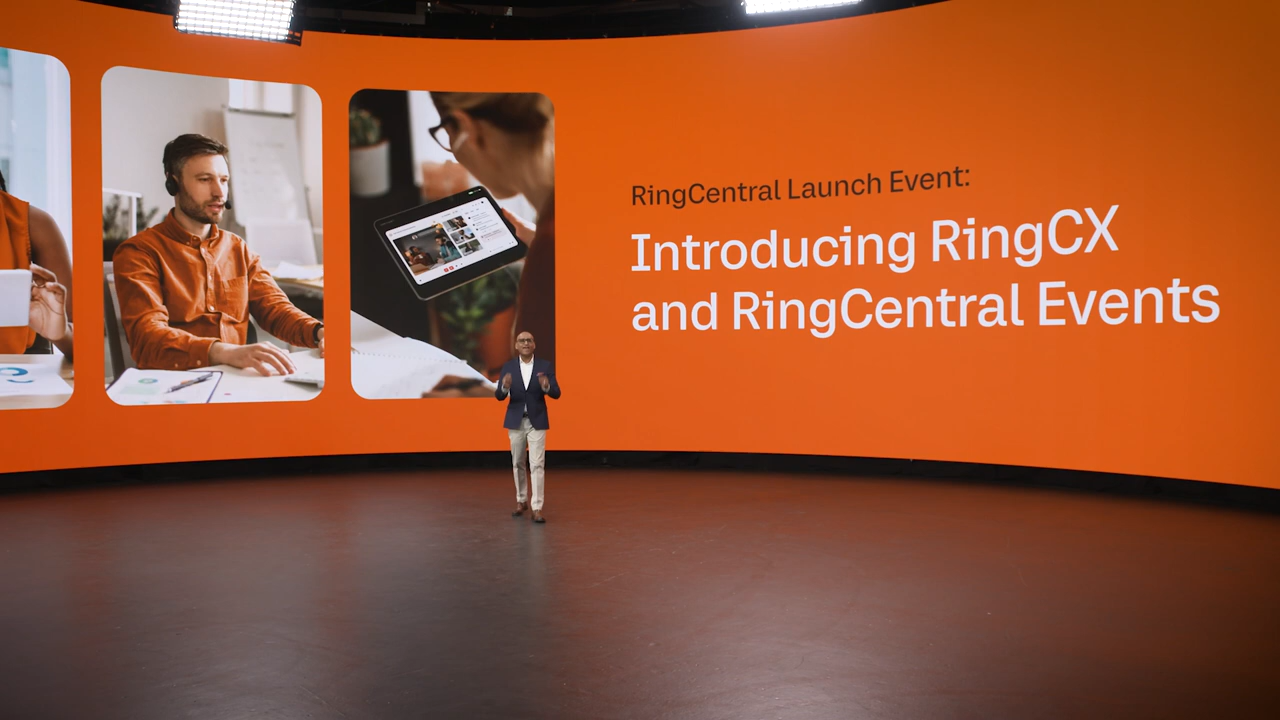 RingCentral Launch Event:
Introducing RingCX
and RingCentral Events